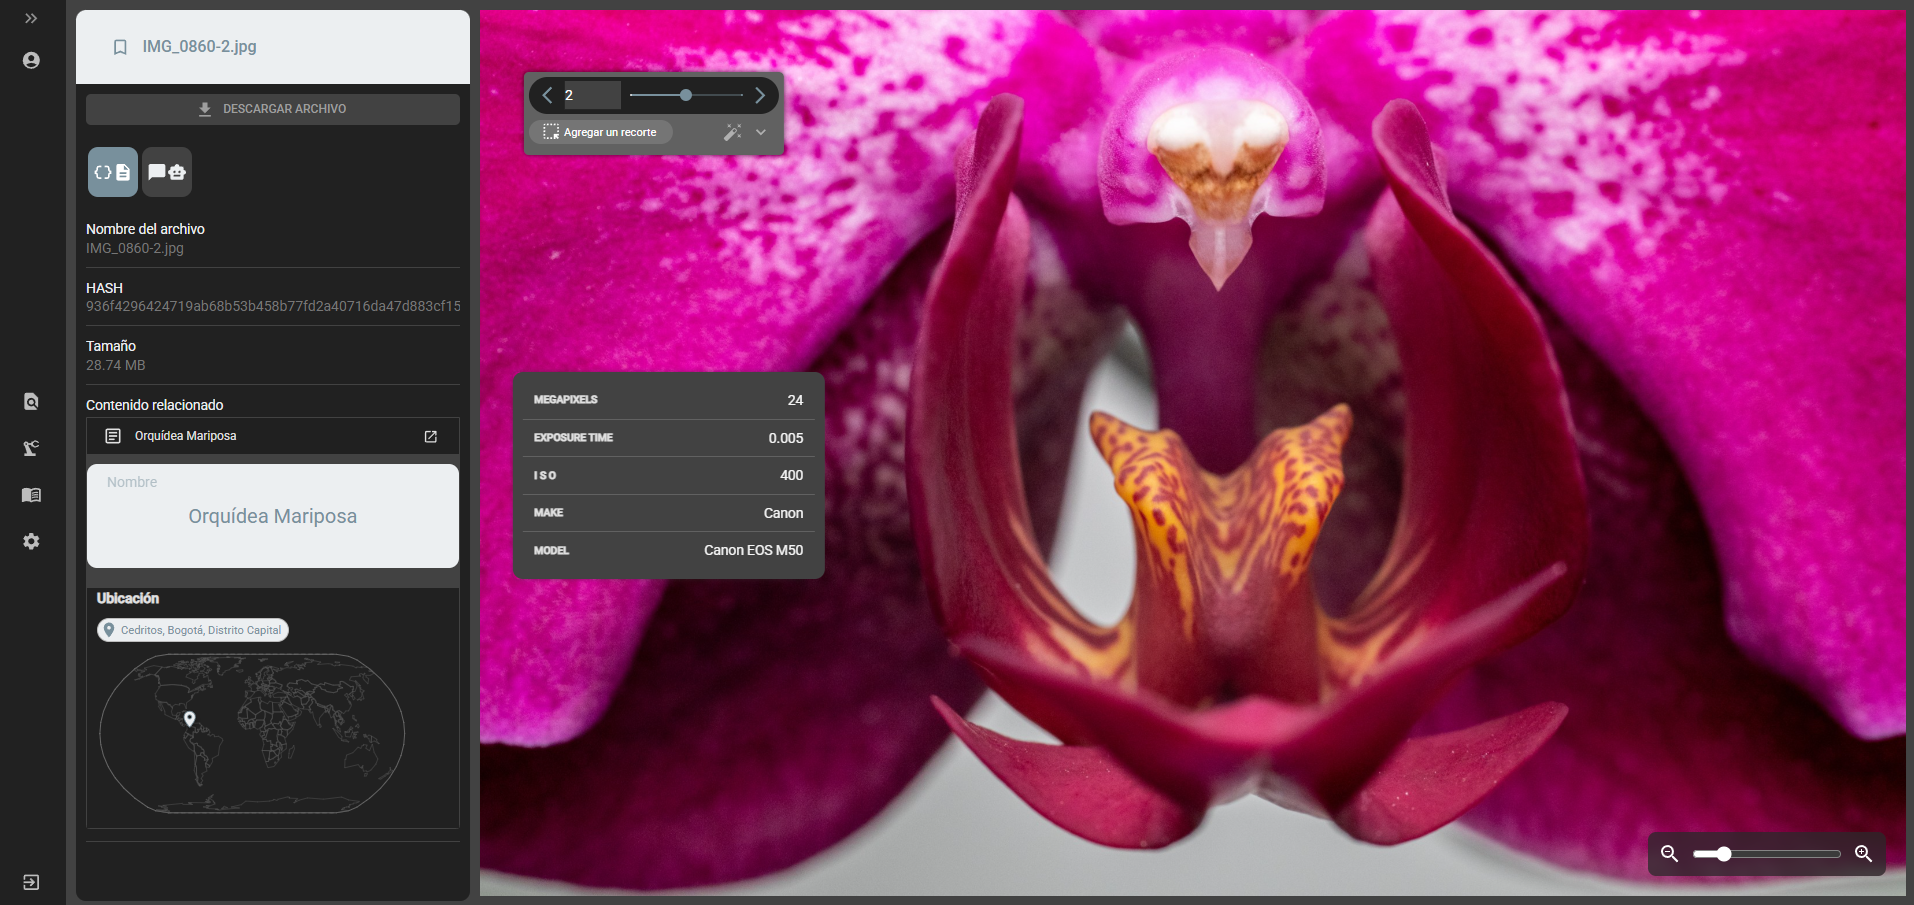 IMG_0860-2.jpg
DESCARGAR ARCHIVO
Nombre del archivo
IMG_0860-2.jpg
HASH
936f4296424719ab68b53b458b77fd2a40716da47d883cf15
Tamaño
28.74 MB
Contenido relacionado
Orquídea Mariposa
Nombre
Orquídea Mariposa
Ubicación
Cedritos, Bogotá, Distrito Capital
2
Agregar un recorte
MEGAPIXELS 24
EXPOSURE TIME 0.005
ISO 400
MAKE Canon
MODEL Canon EOS M50